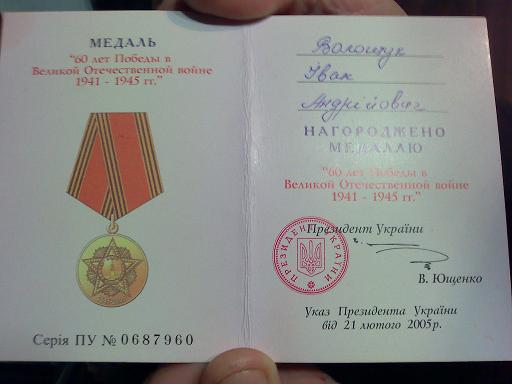 МЕДАЛЬ
"60 лет Победы в
Великой Отечественной войне
1941 - 1945 гг."
Серія ПУ № 0687960
Іван
Андрійович
НАГОРОДЖЕНО
МЕДАЛЛЮ
"60 лет Победы в
Великой Отечественной войне
1941 - 1945 гг."
Президент України
ПРЕЗИДЕНТ УКРАЇНИ
В. Ющенко
Указ Президента України
від 21 лютого 2005 р.